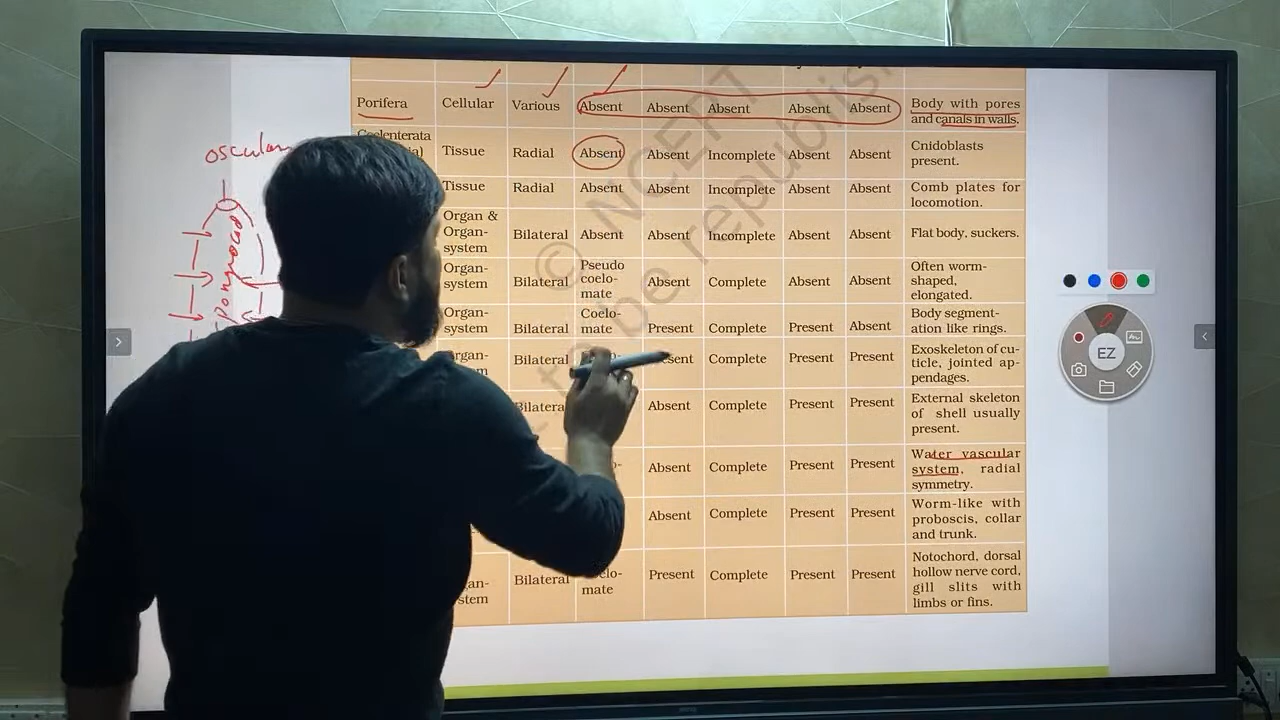 Porifera Cellular Various Absent Absent Absent Absent Absent Body with pores
and canals in walls.
Coelenterata
Tissue Radial Absent Absent Incomplete Absent Absent Cnidoblasts
present.
Tissue Radial Absent Absent Incomplete Absent Absent Comb plates for
locomotion.
Organ &
Organ- Bilateral Absent Absent Incomplete Absent Absent Flat body, suckers.
system
Organ- Bilateral Pseudo Absent Complete Absent Absent Often worm-
system coelo- shaped,
mate elongated.
Organ- Bilateral Coelo- Present Complete Present Absent Body segment-
system mate ation like rings.
Bilateral Complete Present Present Exoskeleton of cu-
ticle, jointed ap-
pendages.
Absent Complete Present Present External skeleton
of shell usually
present.
Absent Complete Present Present Water vascular
system, radial
symmetry.
Absent Complete Present Present Worm-like with
proboscis, collar
and trunk.
Bilateral Present Complete Present Present Notochord, dorsal
mate hollow nerve cord,
gill slits with
limbs or fins.
© NCERT
be republish
EZ